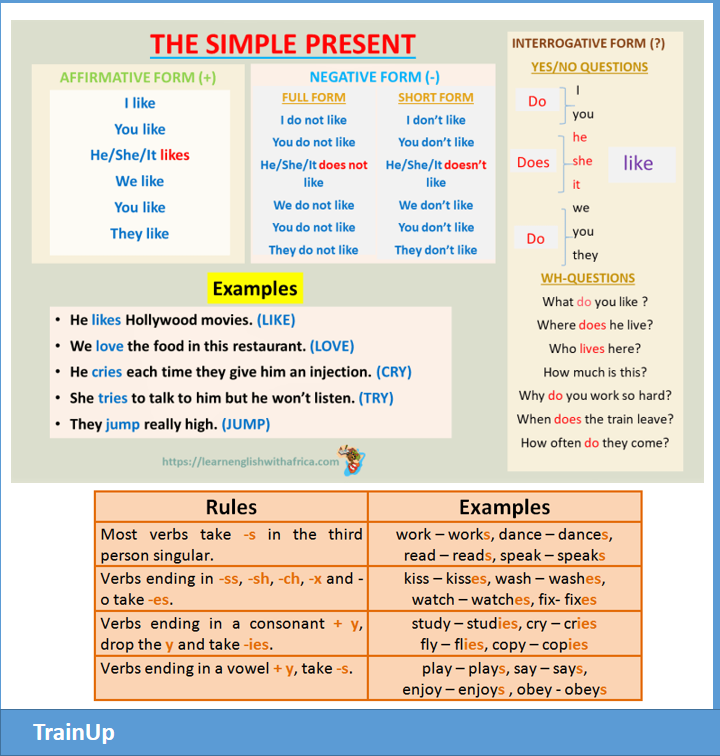 THE SIMPLE PRESENT
AFFIRMATIVE FORM (+)
I like
You like
He/She/It likes
We like
You like
They like
NEGATIVE FORM (-)
FULL FORM
I do not like
You do not like
He/She/It does not
like
We do not like
You do not like
They do not like
SHORT FORM
I don't like
You don't like
He/She/It doesn't
like
We don't like
You don't like
They don't like
INTERROGATIVE FORM (?)
YES/NO QUESTIONS
Do
I
you
Does
he
she
it
like
Do
we
you
they
WH-QUESTIONS
What do you like ?
Where does he live?
Who lives here?
How much is this?
Why do you work so hard?
When does the train leave?
How often do they come?
Examples
• He likes Hollywood movies. (LIKE)
• We love the food in this restaurant. (LOVE)
• He cries each time they give him an injection. (CRY)
• She tries to talk to him but he won't listen. (TRY)
• They jump really high. (JUMP)
https://learnenglishwithafrica.com
Rules
Examples
Most verbs take -s in the third
person singular.
work – works, dance – dances,
read – reads, speak – speaks
Verbs ending in -ss, -sh, -ch, -x and -
o take -es.
kiss – kisses, wash – washes,
watch – watches, fix- fixes
Verbs ending in a consonant + y,
drop the y and take -ies.
study – studies, cry – cries
fly – flies, copy – copies
Verbs ending in a vowel + y, take -s.
play – plays, say – says,
enjoy – enjoys , obey - obeys
TrainUp